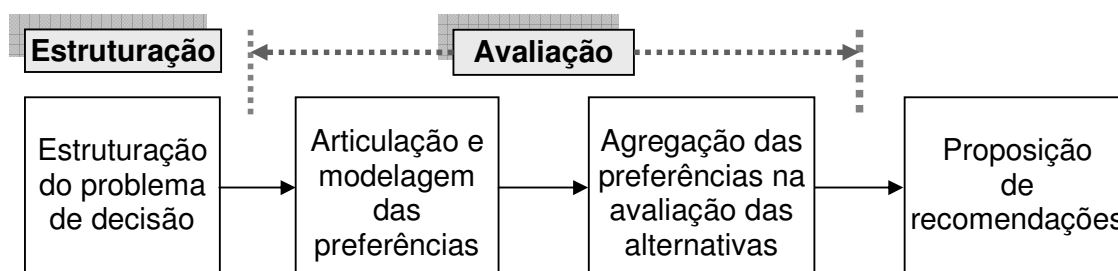 Estruturação
Avaliação
Estruturação
do problema
de decisão
Articulação e
modelagem
das
preferências
Agregação das
preferências na
avaliação das
alternativas
Proposição
de
recomendações